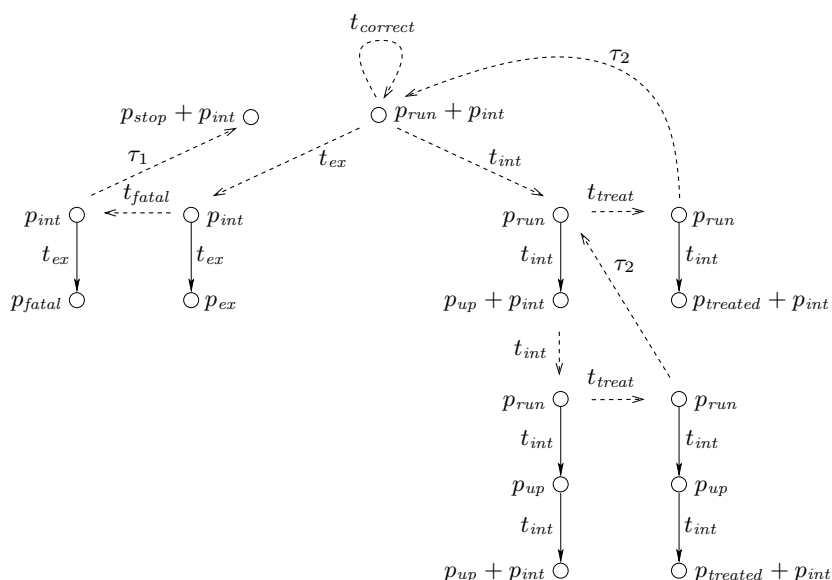 t_correct
τ_2
p_stop + p_int
p_run + p_int
τ_1
t_ex
t_int
t_fatal
t_treat
p_int
p_int
p_run
p_run
t_ex
t_ex
t_int
t_int
τ_2
p_fatal
p_ex
p_up + p_int
p_treated + p_int
t_int
t_treat
p_run
p_run
t_int
t_int
p_up
p_up
t_int
t_int
p_up + p_int
p_treated + p_int